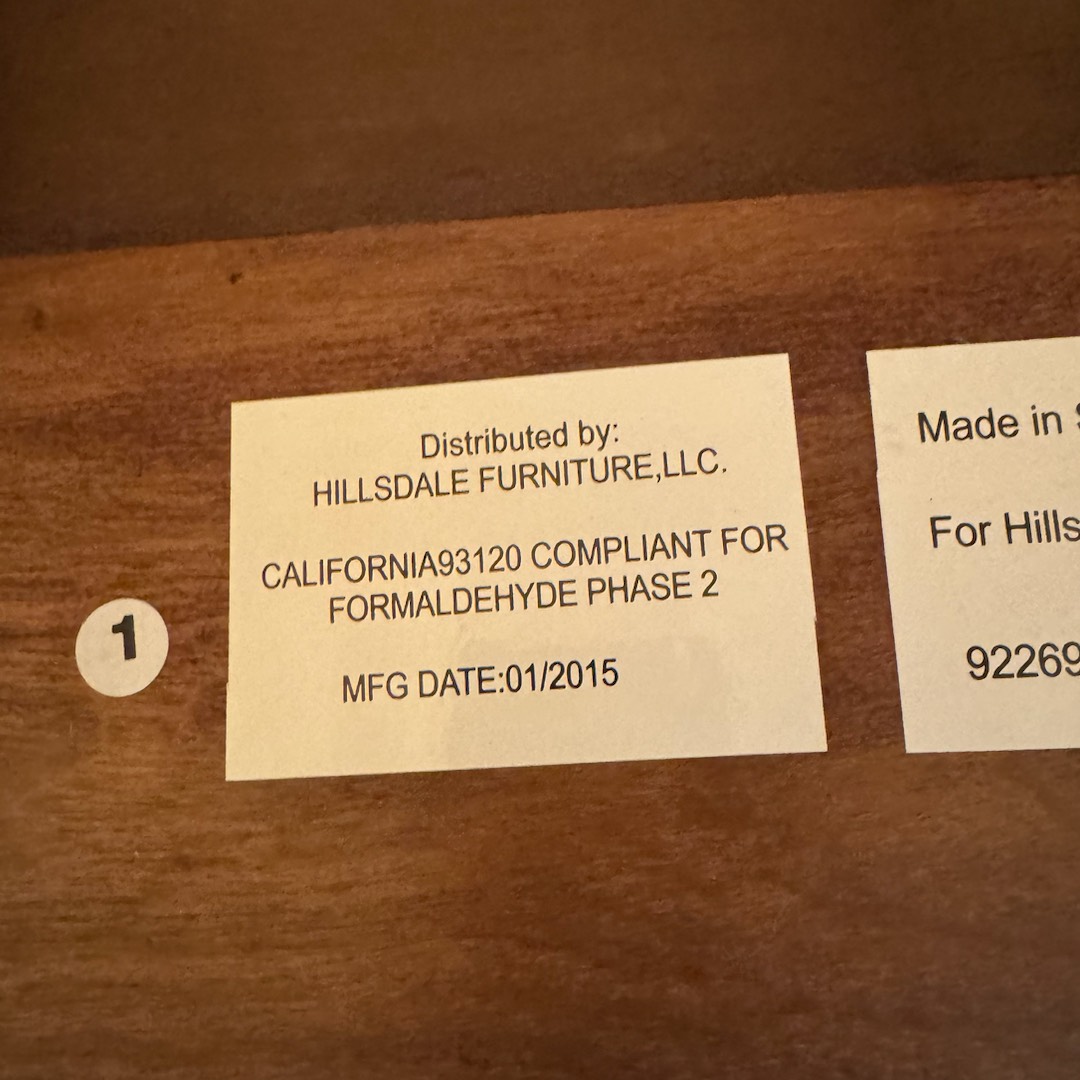 1
Distributed by:
HILLSDALE FURNITURE,LLC.
CALIFORNIA93120 COMPLIANT FOR
FORMALDEHYDE PHASE 2
MFG DATE:01/2015
Made in
For Hills
92269